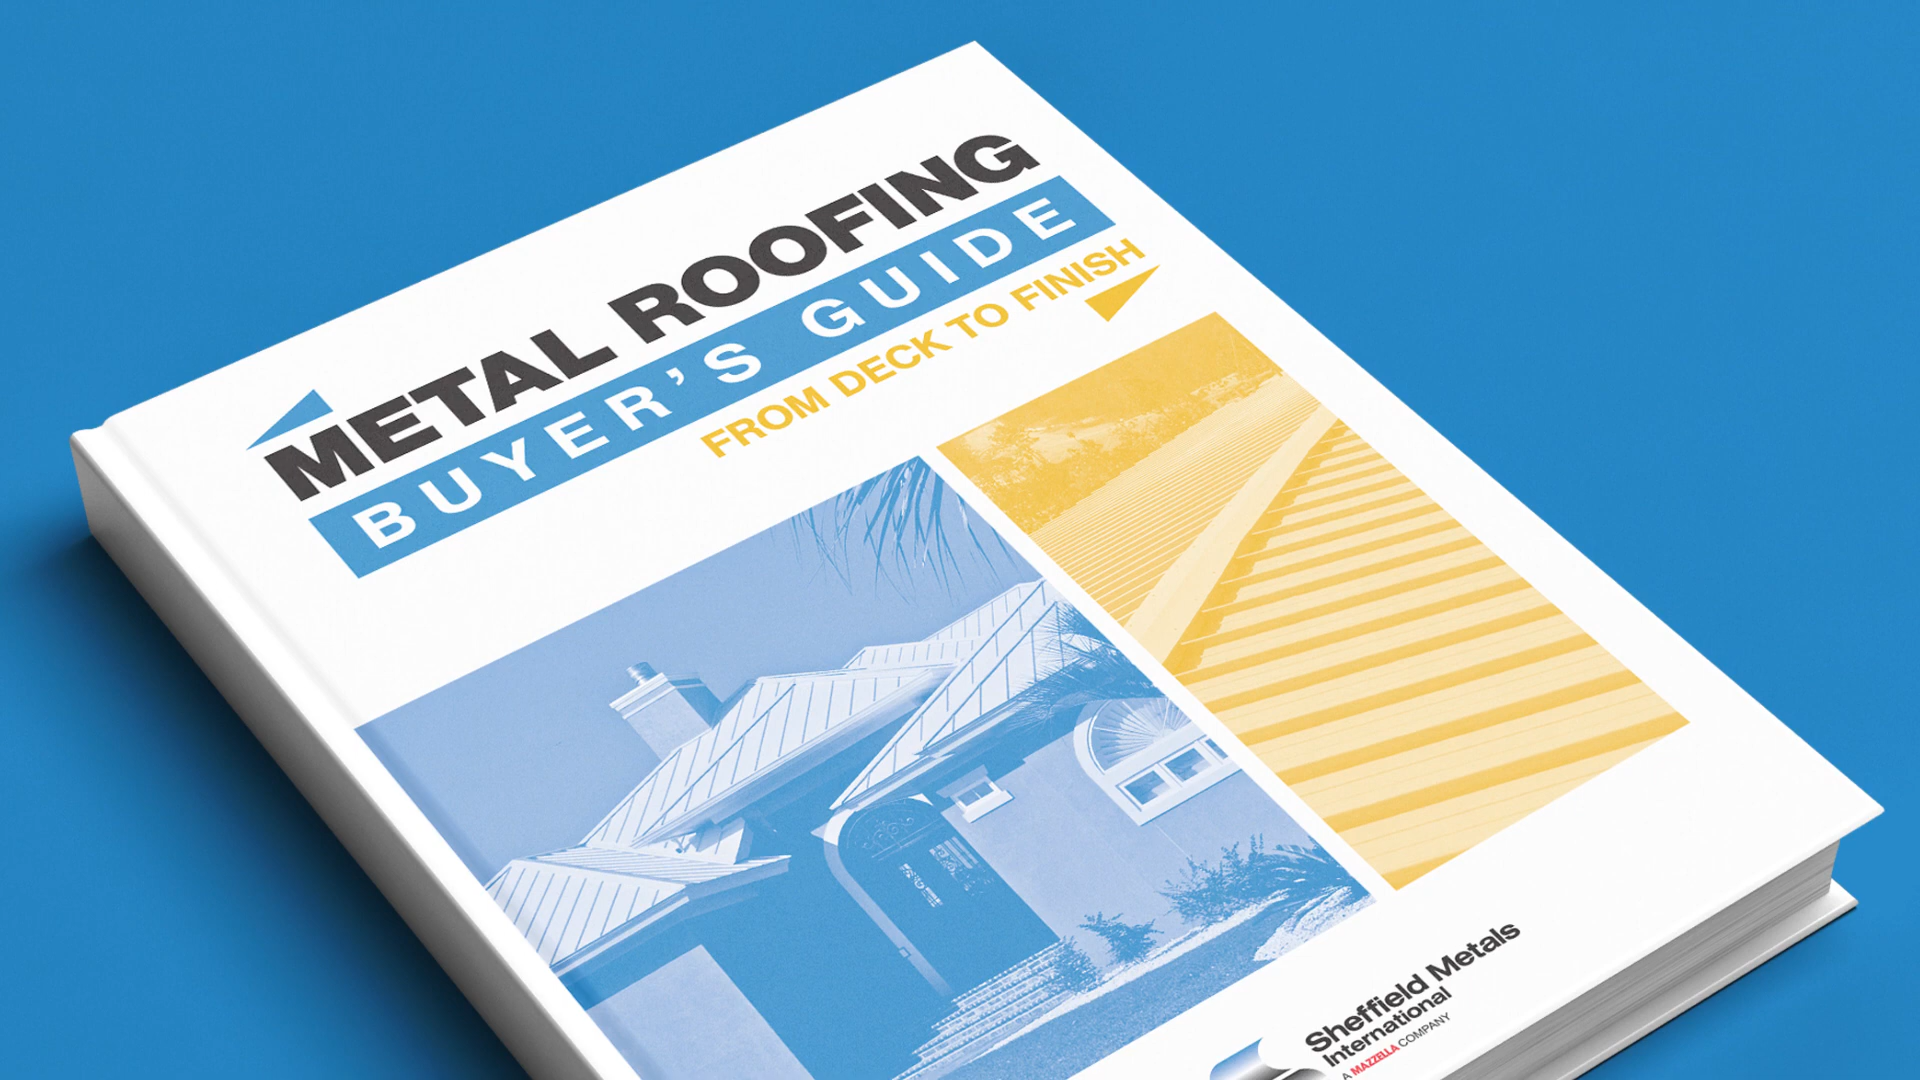 METAL ROOFING
BUYER'S GUIDE
FROM DECK TO FINISH
Sheffield Metals
International
A MAZZELLA COMPANY